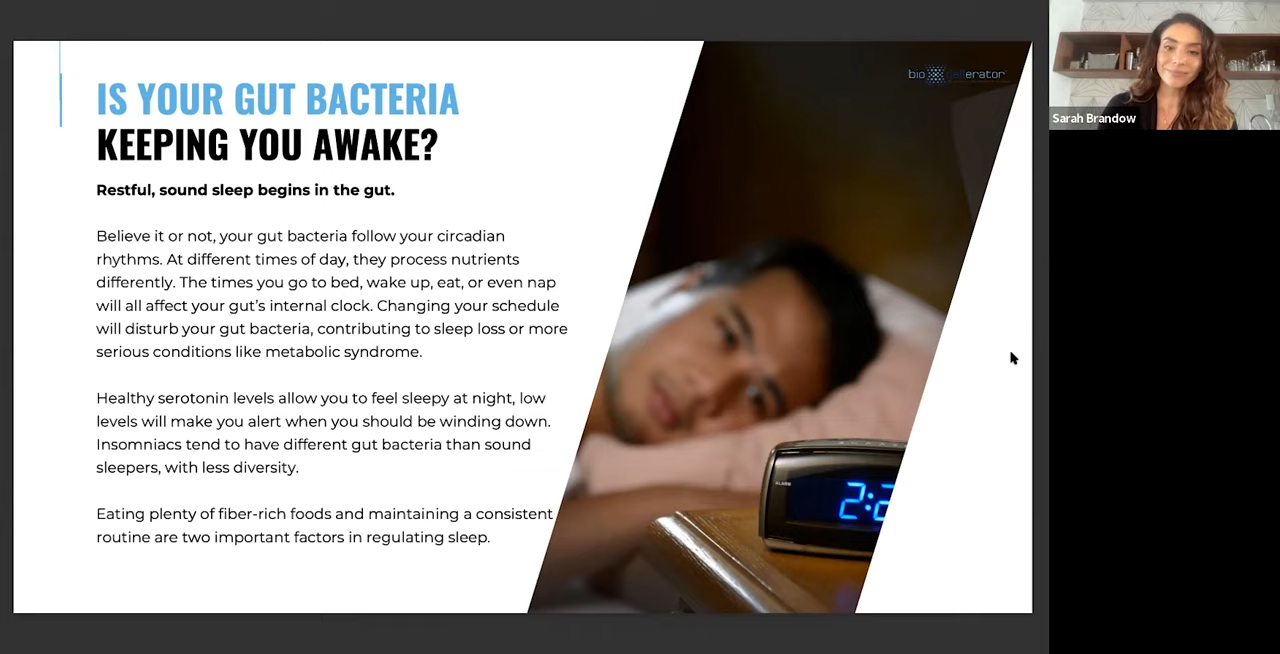 IS YOUR GUT BACTERIA
KEEPING YOU AWAKE?
Restful, sound sleep begins in the gut.
Believe it or not, your gut bacteria follow your circadian
rhythms. At different times of day, they process nutrients
differently. The times you go to bed, wake up, eat, or even nap
will all affect your gut’s internal clock. Changing your schedule
will disturb your gut bacteria, contributing to sleep loss or more
serious conditions like metabolic syndrome.
Healthy serotonin levels allow you to feel sleepy at night, low
levels will make you alert when you should be winding down.
Insomniacs tend to have different gut bacteria than sound
sleepers, with less diversity.
Eating plenty of fiber-rich foods and maintaining a consistent
routine are two important factors in regulating sleep.
bio cellerator
ALARM
2:2
Sarah Brandow